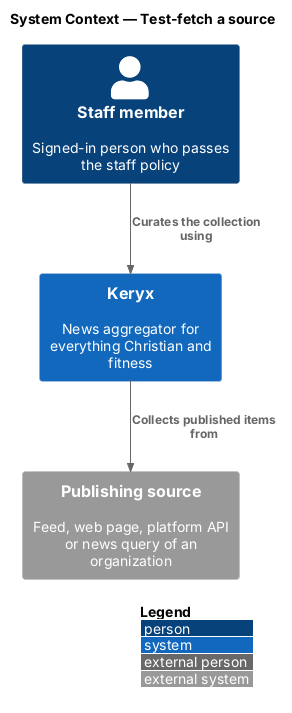 System Context — Test-fetch a source
Staff member
Signed-in person who passes
the staff policy
Curates the collection
using
Keryx
News aggregator for
everything Christian and
fitness
Collects published items
from
Publishing source
Feed, web page, platform API
or news query of an
organization
Legend
person
system
external person
external system